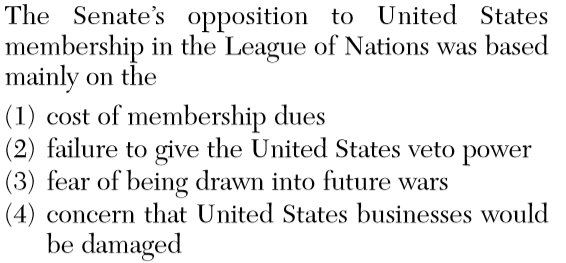 The Senate’s opposition to United States
membership in the League of Nations was based
mainly on the
(1) cost of membership dues
(2) failure to give the United States veto power
(3) fear of being drawn into future wars
(4) concern that United States businesses would
be damaged